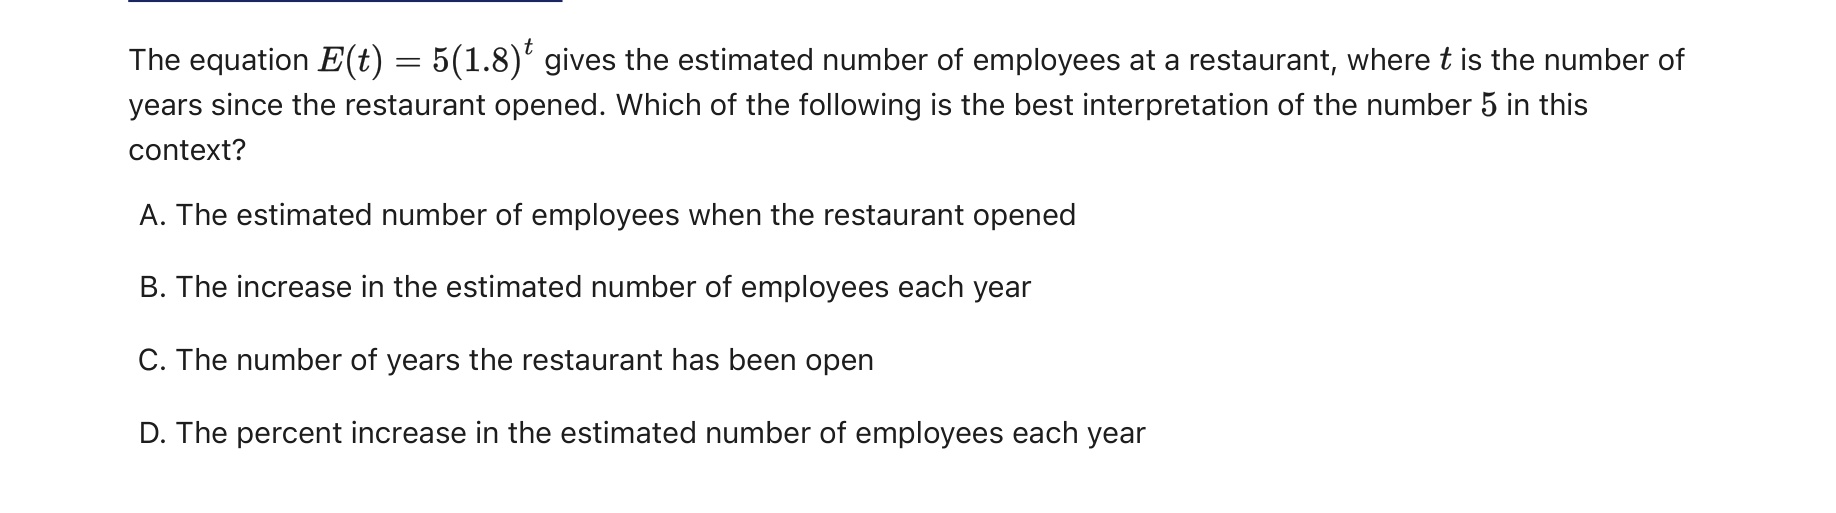 The equation E(t) = 5(1.8)^t gives the estimated number of employees at a restaurant, where t is the number of
years since the restaurant opened. Which of the following is the best interpretation of the number 5 in this
context?
A. The estimated number of employees when the restaurant opened
B. The increase in the estimated number of employees each year
C. The number of years the restaurant has been open
D. The percent increase in the estimated number of employees each year